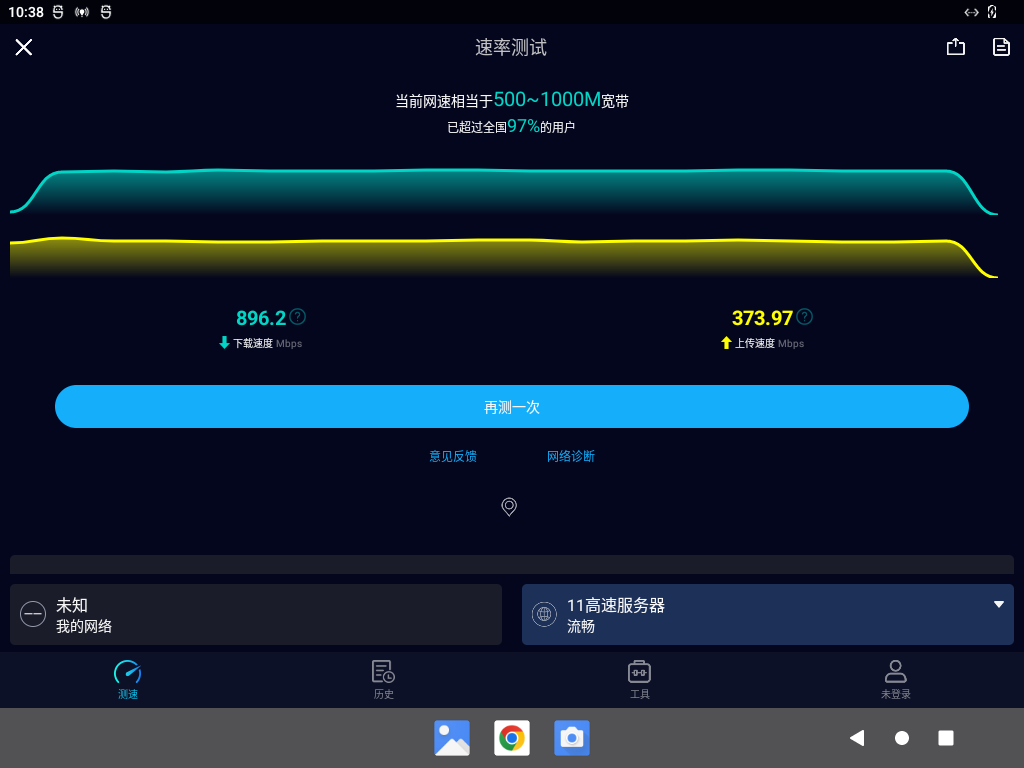 10:38
速率测试
当前网速相当于500~1000M宽带
已超过全国97%的用户
896.2 373.97
下载速度 Mbps 上传速度 Mbps
再测一次
意见反馈 网络诊断
未知 11高速服务器
我的网络 流畅
测速 历史 工具 未登录